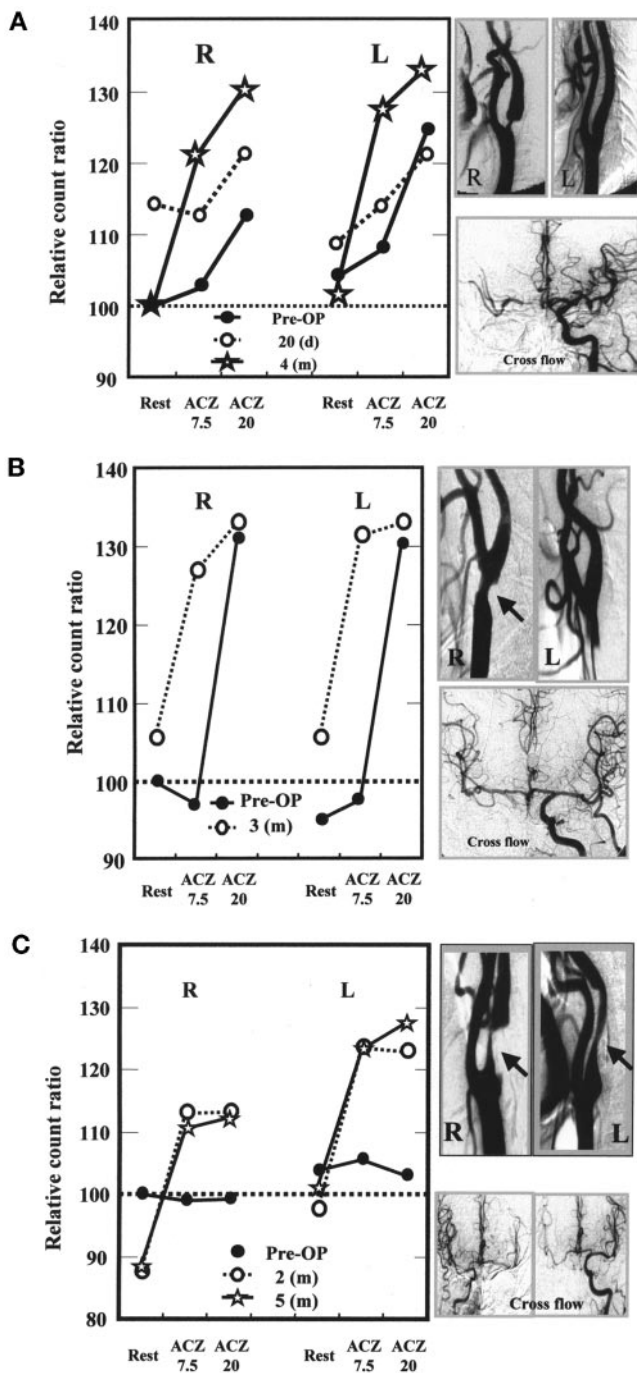 A
140
130
120
110
100
90
Relative count ratio
R
L
Pre-OP
20 (d)
4 (m)
Rest
ACZ
7.5
ACZ
20
Rest
ACZ
7.5
ACZ
20
R
L
Cross flow
B
140
130
120
110
100
90
Relative count ratio
R
L
Pre-OP
3 (m)
Rest
ACZ
7.5
ACZ
20
Rest
ACZ
7.5
ACZ
20
R
L
Cross flow
C
140
130
120
110
100
90
80
Relative count ratio
R
L
Pre-OP
2 (m)
5 (m)
Rest
ACZ
7.5
ACZ
20
Rest
ACZ
7.5
ACZ
20
R
L
Cross flow